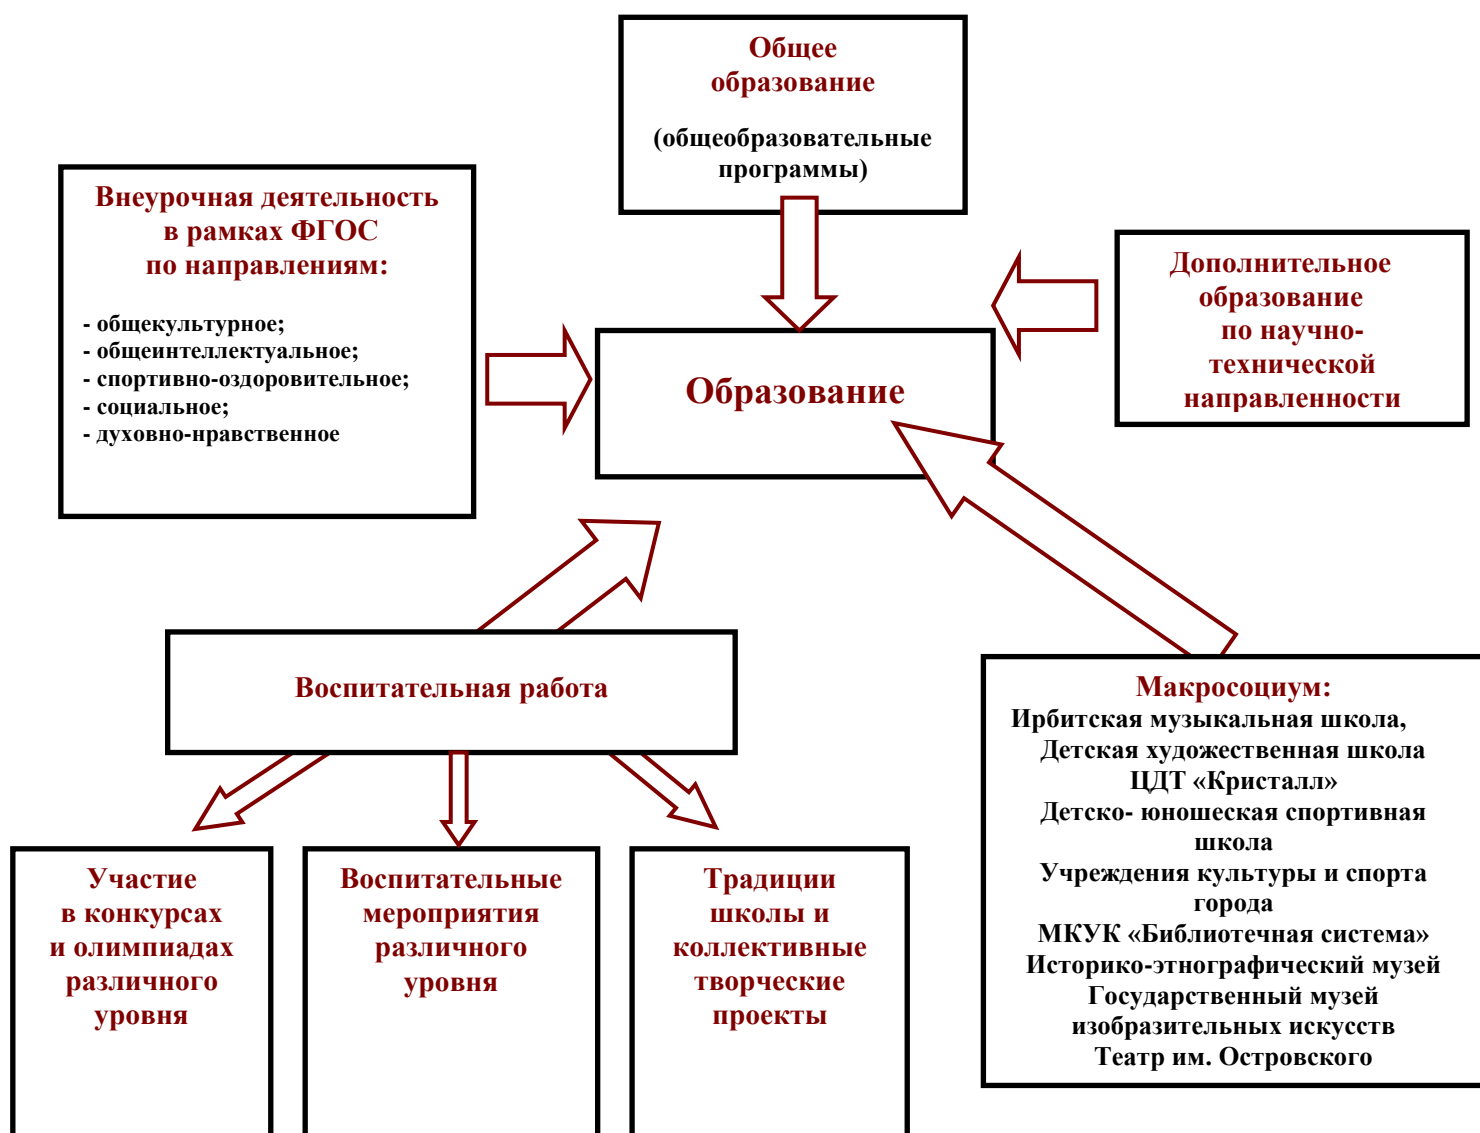 Общее
образование
(общеобразовательные
программы)
Внеурочная деятельность
в рамках ФГОС
по направлениям:
- общекультурное;
- общеинтеллектуальное;
- спортивно-оздоровительное;
- социальное;
- духовно-нравственное
Дополнительное
образование
по научно-
технической
направленности
Образование
Воспитательная работа
Участие
в конкурсах
и олимпиадах
различного
уровня
Воспитательные
мероприятия
различного
уровня
Традиции
школы и
коллективные
творческие
проекты
Макросоциум:
Ирбитская музыкальная школа,
Детская художественная школа
ЦДТ «Кристалл»
Детско- юношеская спортивная
школа
Учреждения культуры и спорта
города
МКУК «Библиотечная система»
Историко-этнографический музей
Государственный музей
изобразительных искусств
Театр им. Островского